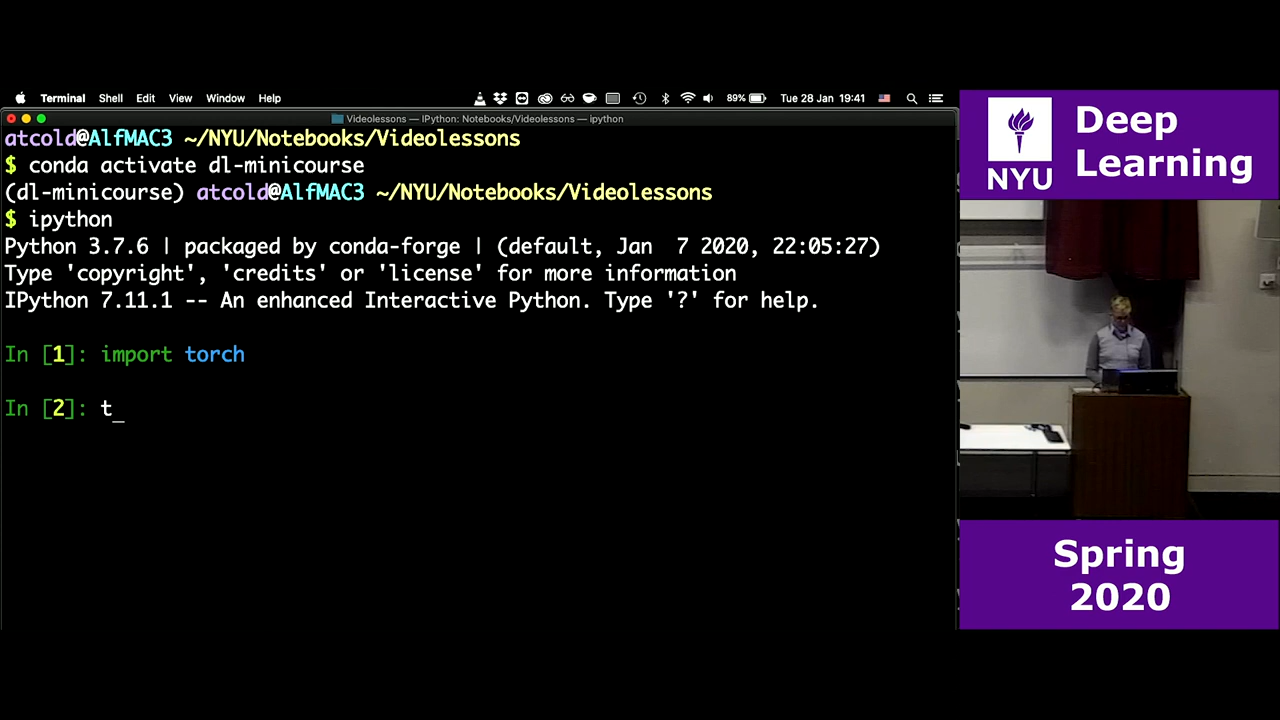 Terminal Shell Edit View Window Help 89% Tue 28 Jan 19:41
Videolessons — IPython: Notebooks/Videolessons — ipython
atcold@AlfMAC3 ~/NYU/Notebooks/Videolessons
$ conda activate dl-minicourse
(dl-minicourse) atcold@AlfMAC3 ~/NYU/Notebooks/Videolessons
$ ipython
Python 3.7.6 | packaged by conda-forge | (default, Jan  7 2020, 22:05:27)
Type 'copyright', 'credits' or 'license' for more information
IPython 7.11.1 -- An enhanced Interactive Python. Type '?' for help.
In [1]: import torch
In [2]: t_
NYU
Deep
Learning
Spring
2020